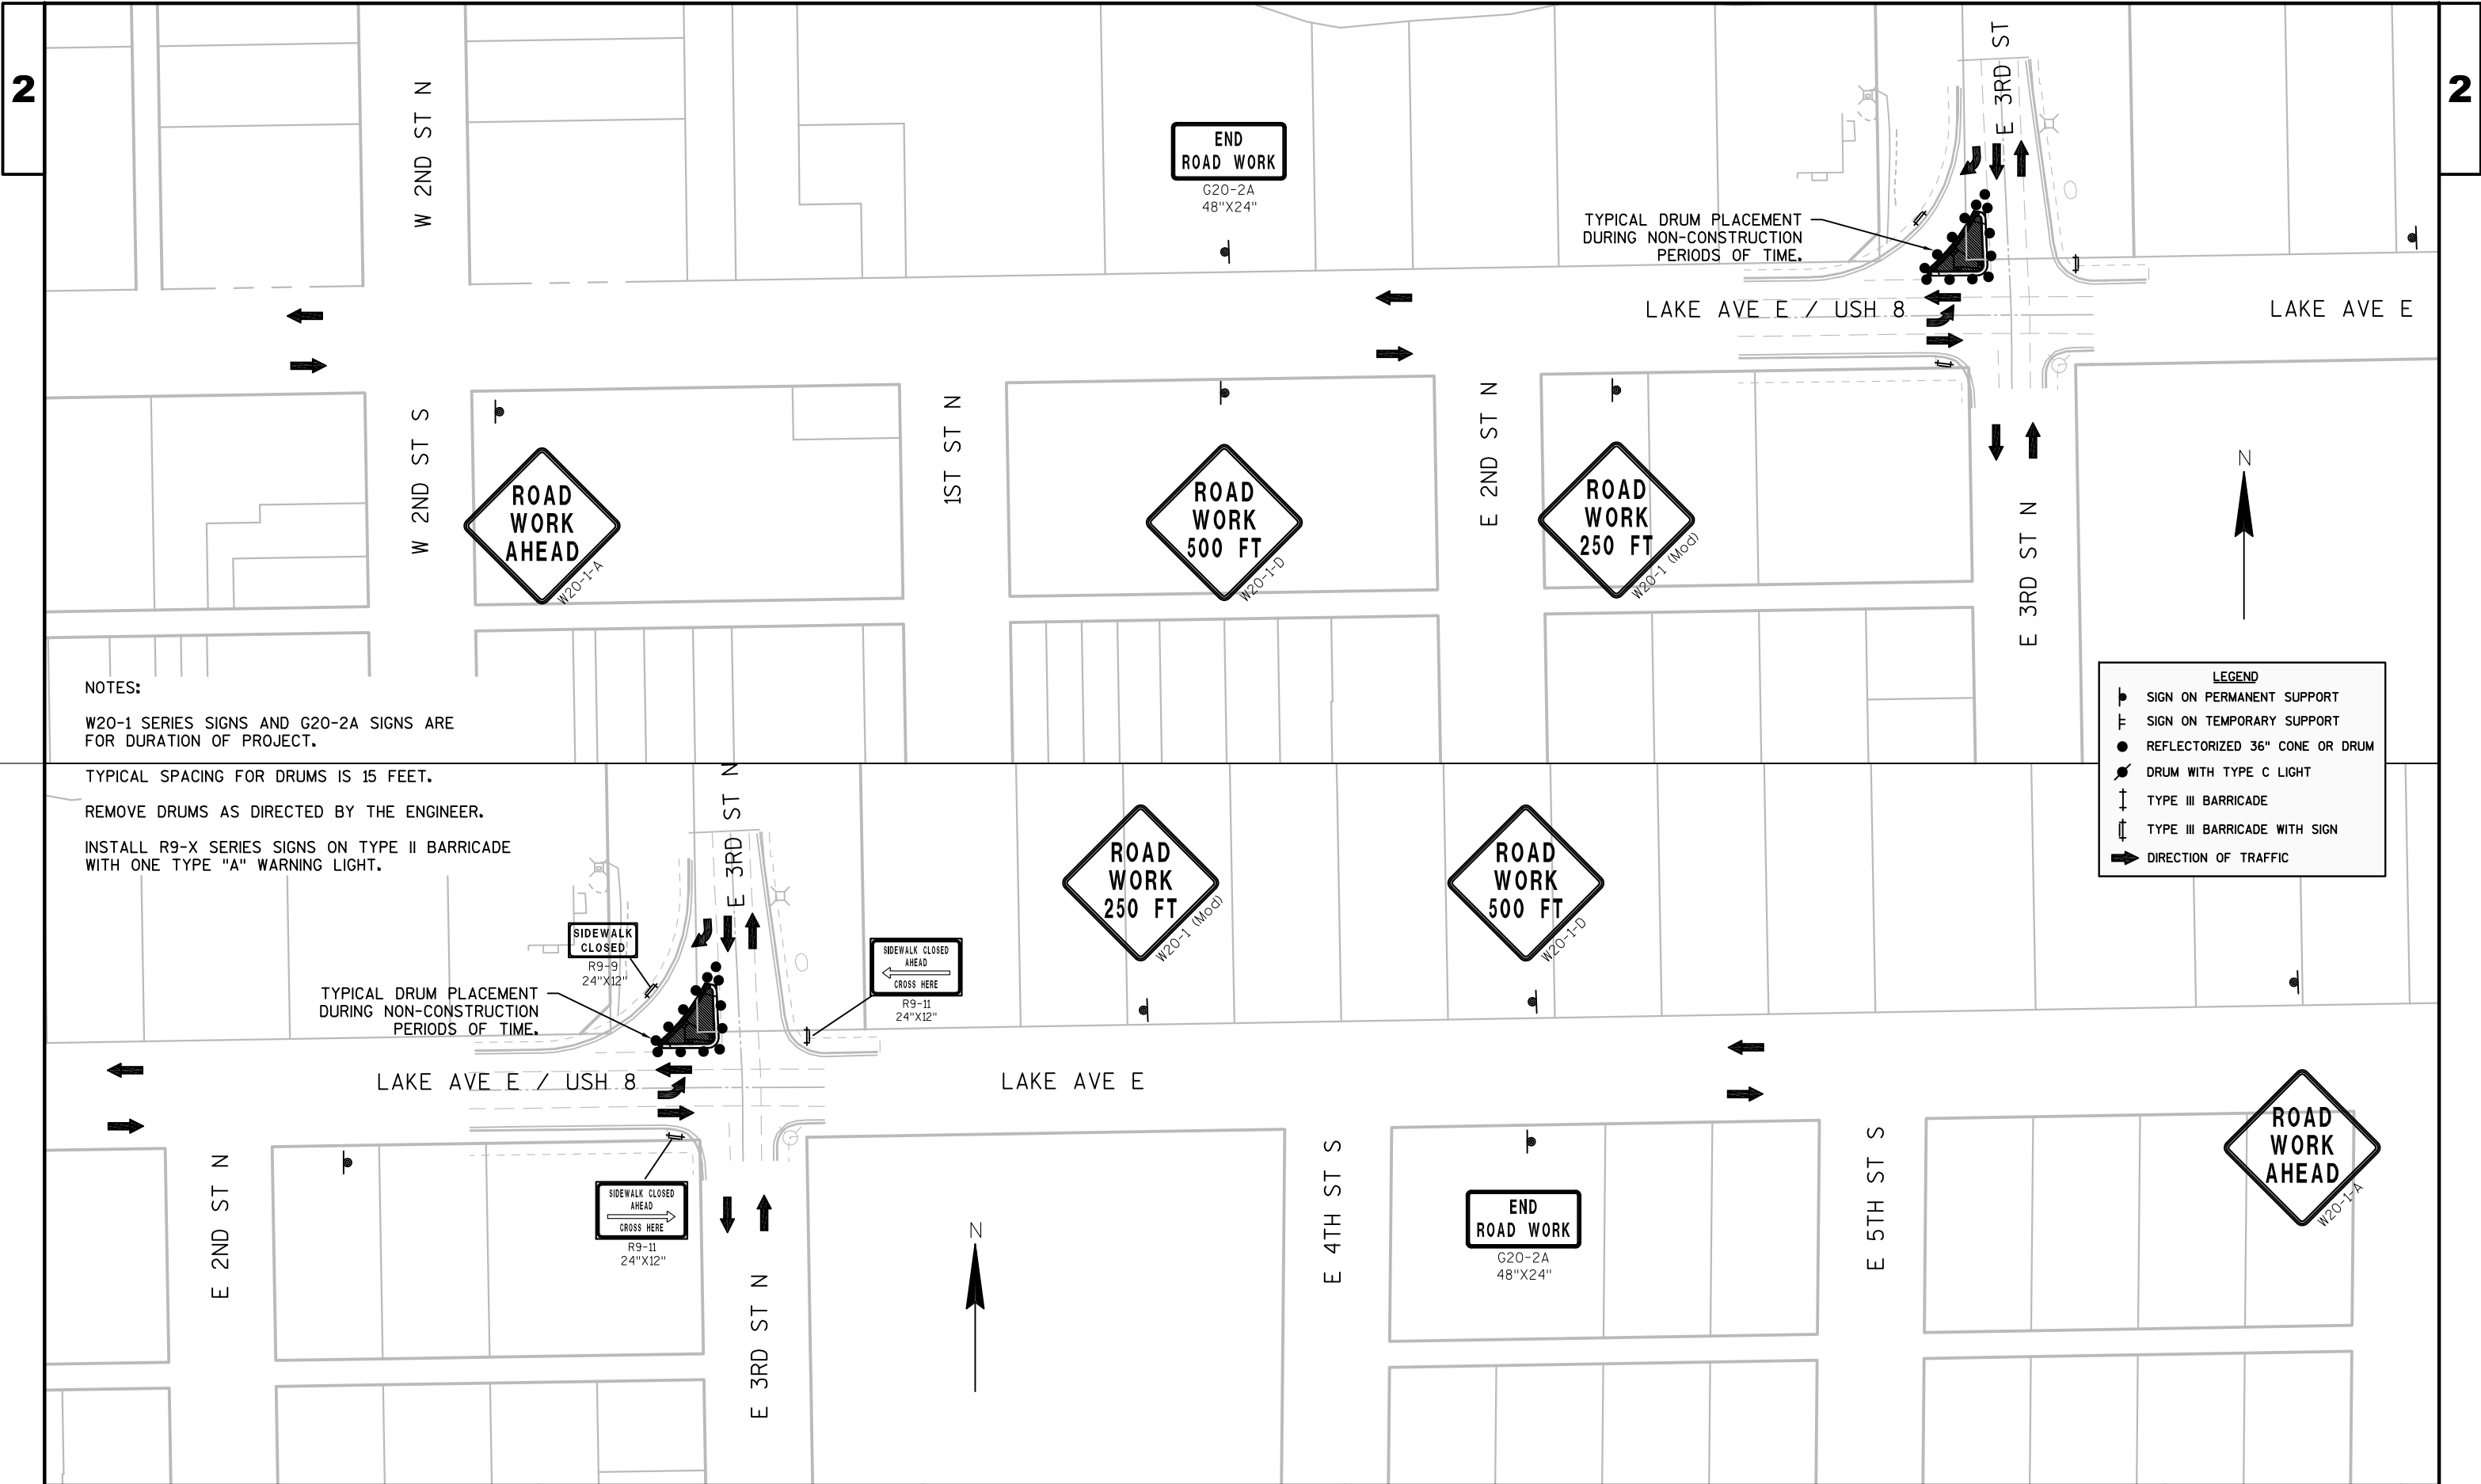 2
2
W 2ND ST N
END
ROAD WORK
G20-2A
48"X24"
E 3RD ST
TYPICAL DRUM PLACEMENT
DURING NON-CONSTRUCTION
PERIODS OF TIME.
LAKE AVE E / USH 8
LAKE AVE E
W 2ND ST S
1ST ST N
E 2ND ST N
E 3RD ST N
ROAD
WORK
AHEAD
W20-1-A
ROAD
WORK
500 FT
W20-1-D
ROAD
WORK
250 FT
W20-1 (Mod)
N
LEGEND
SIGN ON PERMANENT SUPPORT
SIGN ON TEMPORARY SUPPORT
REFLECTORIZED 36" CONE OR DRUM
DRUM WITH TYPE C LIGHT
TYPE III BARRICADE
TYPE III BARRICADE WITH SIGN
DIRECTION OF TRAFFIC
NOTES:
W20-1 SERIES SIGNS AND G20-2A SIGNS ARE
FOR DURATION OF PROJECT.
TYPICAL SPACING FOR DRUMS IS 15 FEET.
REMOVE DRUMS AS DIRECTED BY THE ENGINEER.
INSTALL R9-X SERIES SIGNS ON TYPE II BARRICADE
WITH ONE TYPE "A" WARNING LIGHT.
E 3RD ST N
SIDEWALK
CLOSED
R9-9
24"X12"
SIDEWALK CLOSED
AHEAD
CROSS HERE
R9-11
24"X12"
TYPICAL DRUM PLACEMENT
DURING NON-CONSTRUCTION
PERIODS OF TIME.
ROAD
WORK
250 FT
W20-1 (Mod)
ROAD
WORK
500 FT
W20-1-D
LAKE AVE E / USH 8
LAKE AVE E
ROAD
WORK
AHEAD
W20-1-A
E 2ND ST N
SIDEWALK CLOSED
AHEAD
CROSS HERE
R9-11
24"X12"
E 3RD ST N
N
E 4TH ST S
END
ROAD WORK
G20-2A
48"X24"
E 5TH ST S